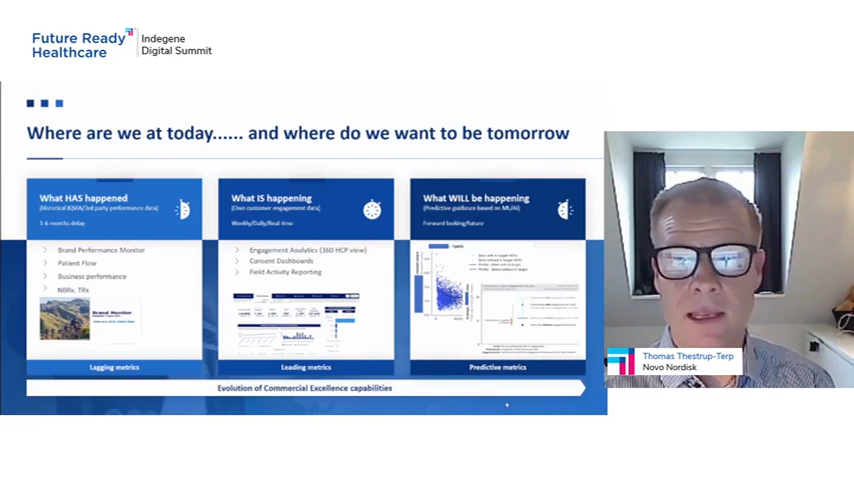 Future Ready
Healthcare
Indegene
Digital Summit
Where are we at today...... and where do we want to be tomorrow
What HAS happened
(Historical IQVIA/3rd party performance data)
3-6 months delay
Brand Performance Monitor
Patient Flow
Business performance
NBRx, TRx
Brand Monitor
Lagging metrics
What IS happening
(Own customer engagement data)
Weekly/Daily/Real time
Engagement Analytics (360 HCP view)
Consent Dashboards
Field Activity Reporting
Leading metrics
What WILL be happening
(Predictive guidance based on ML/AI)
Forward looking/future
Predictive metrics
Evolution of Commercial Excellence capabilities
Thomas Thestrup-Terp
Novo Nordisk